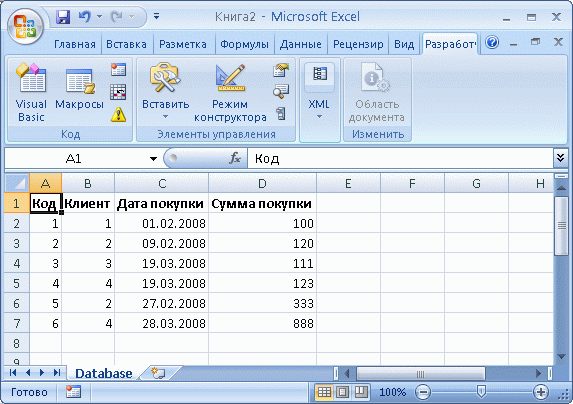 Книга2 - Microsoft Excel
Главная Вставка Разметка Формулы Данные Рецензир Вид Разработч
Visual Basic Макросы Вставить Режим конструктора XML Область документа
Код Элементы управления Изменить
A1 fx Код
A B C D E F G H
1 Код Клиент Дата покупки Сумма покупки
2 1 1 01.02.2008 100
3 2 2 09.02.2008 120
4 3 3 19.03.2008 111
5 4 4 19.03.2008 123
6 5 2 27.02.2008 333
7 6 4 28.03.2008 888
8
9
Database
Готово 100%